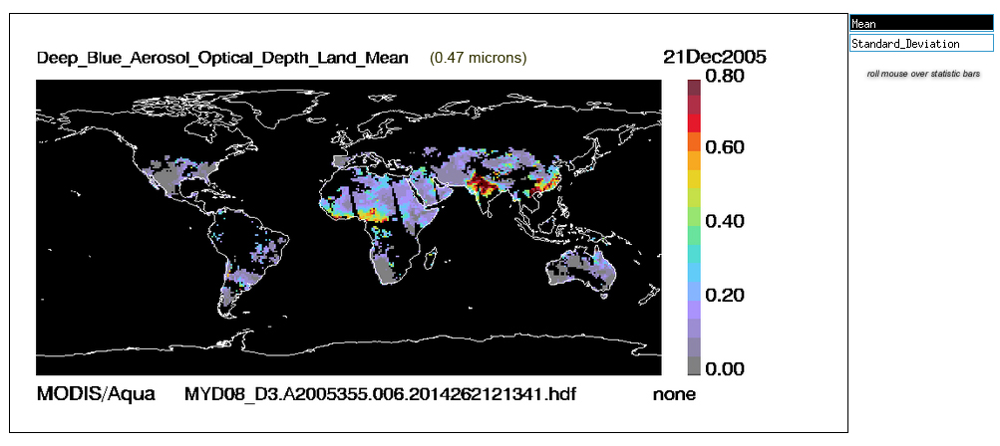 Mean
Standard_Deviation
roll mouse over statistic bars
Deep_Blue_Aerosol_Optical_Depth_Land_Mean (0.47 microns) 21Dec2005
0.80
0.60
0.40
0.20
0.00
MODIS/Aqua MYD08_D3.A2005355.006.2014262121341.hdf none